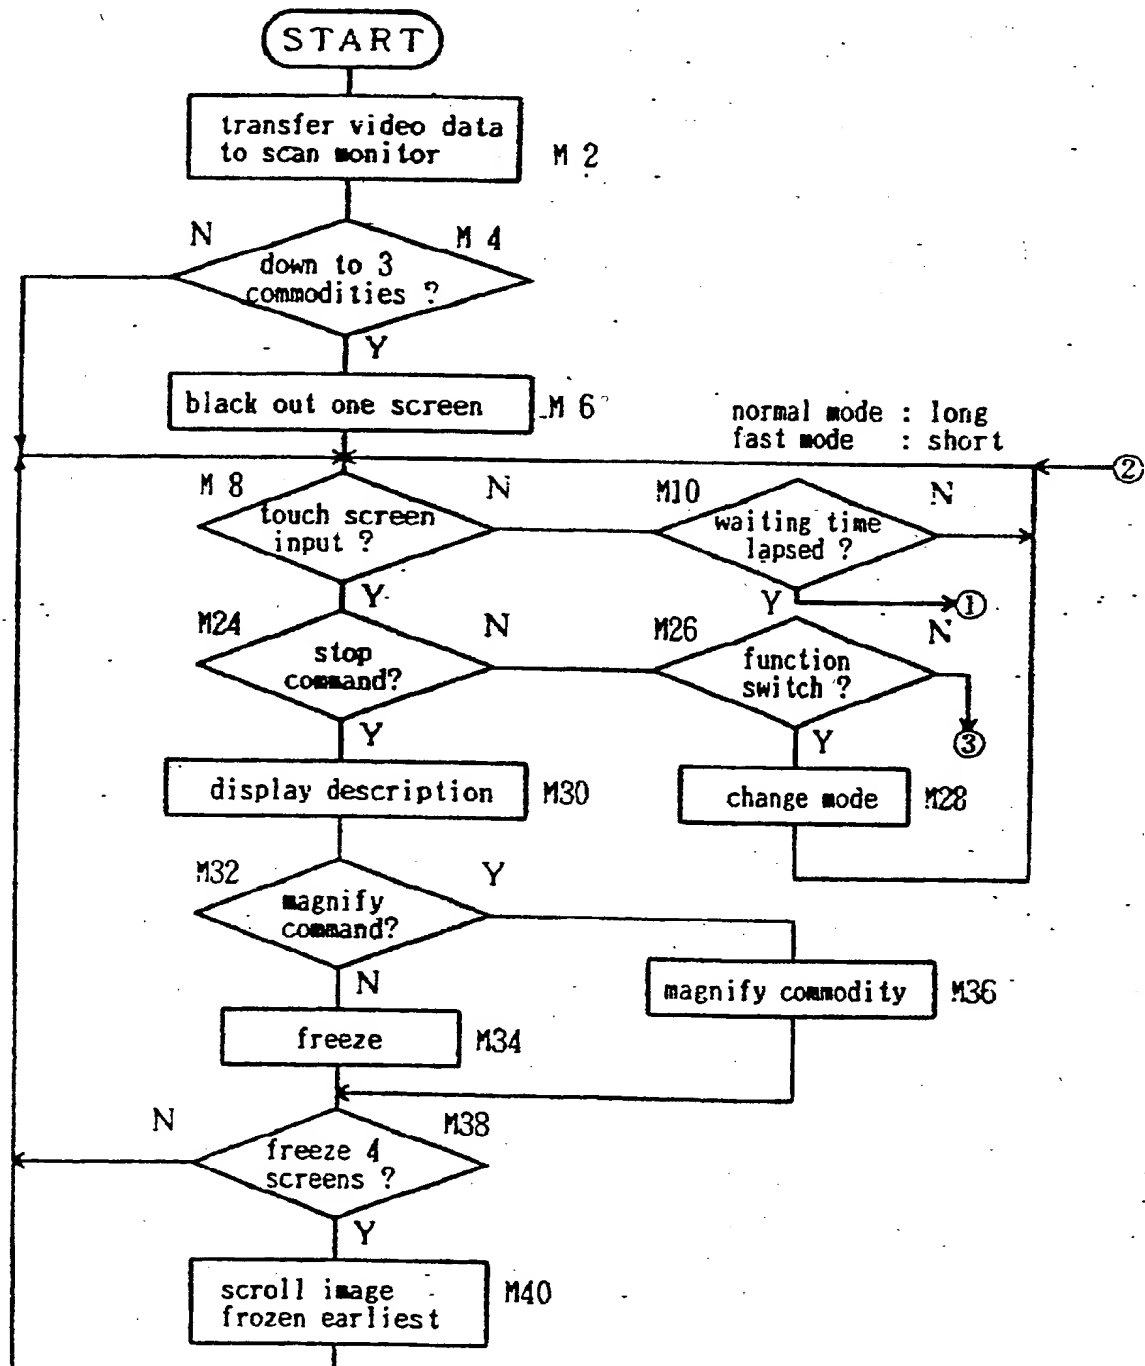 START
transfer video data
to scan monitor
M 2
N
M 4
down to 3
commodities ?
Y
black out one screen
M 6
normal mode : long
fast mode : short
②
M 8
N
M10
N
touch screen
input ?
waiting time
lapsed ?
Y
Y
①
M24
N
M26
N
stop
command?
function
switch ?
Y
Y
③
display description
M30
change mode
M28
M32
Y
magnify
command?
N
magnify commodity
M36
freeze
M34
N
M38
freeze 4
screens ?
Y
scroll image
frozen earliest
M40